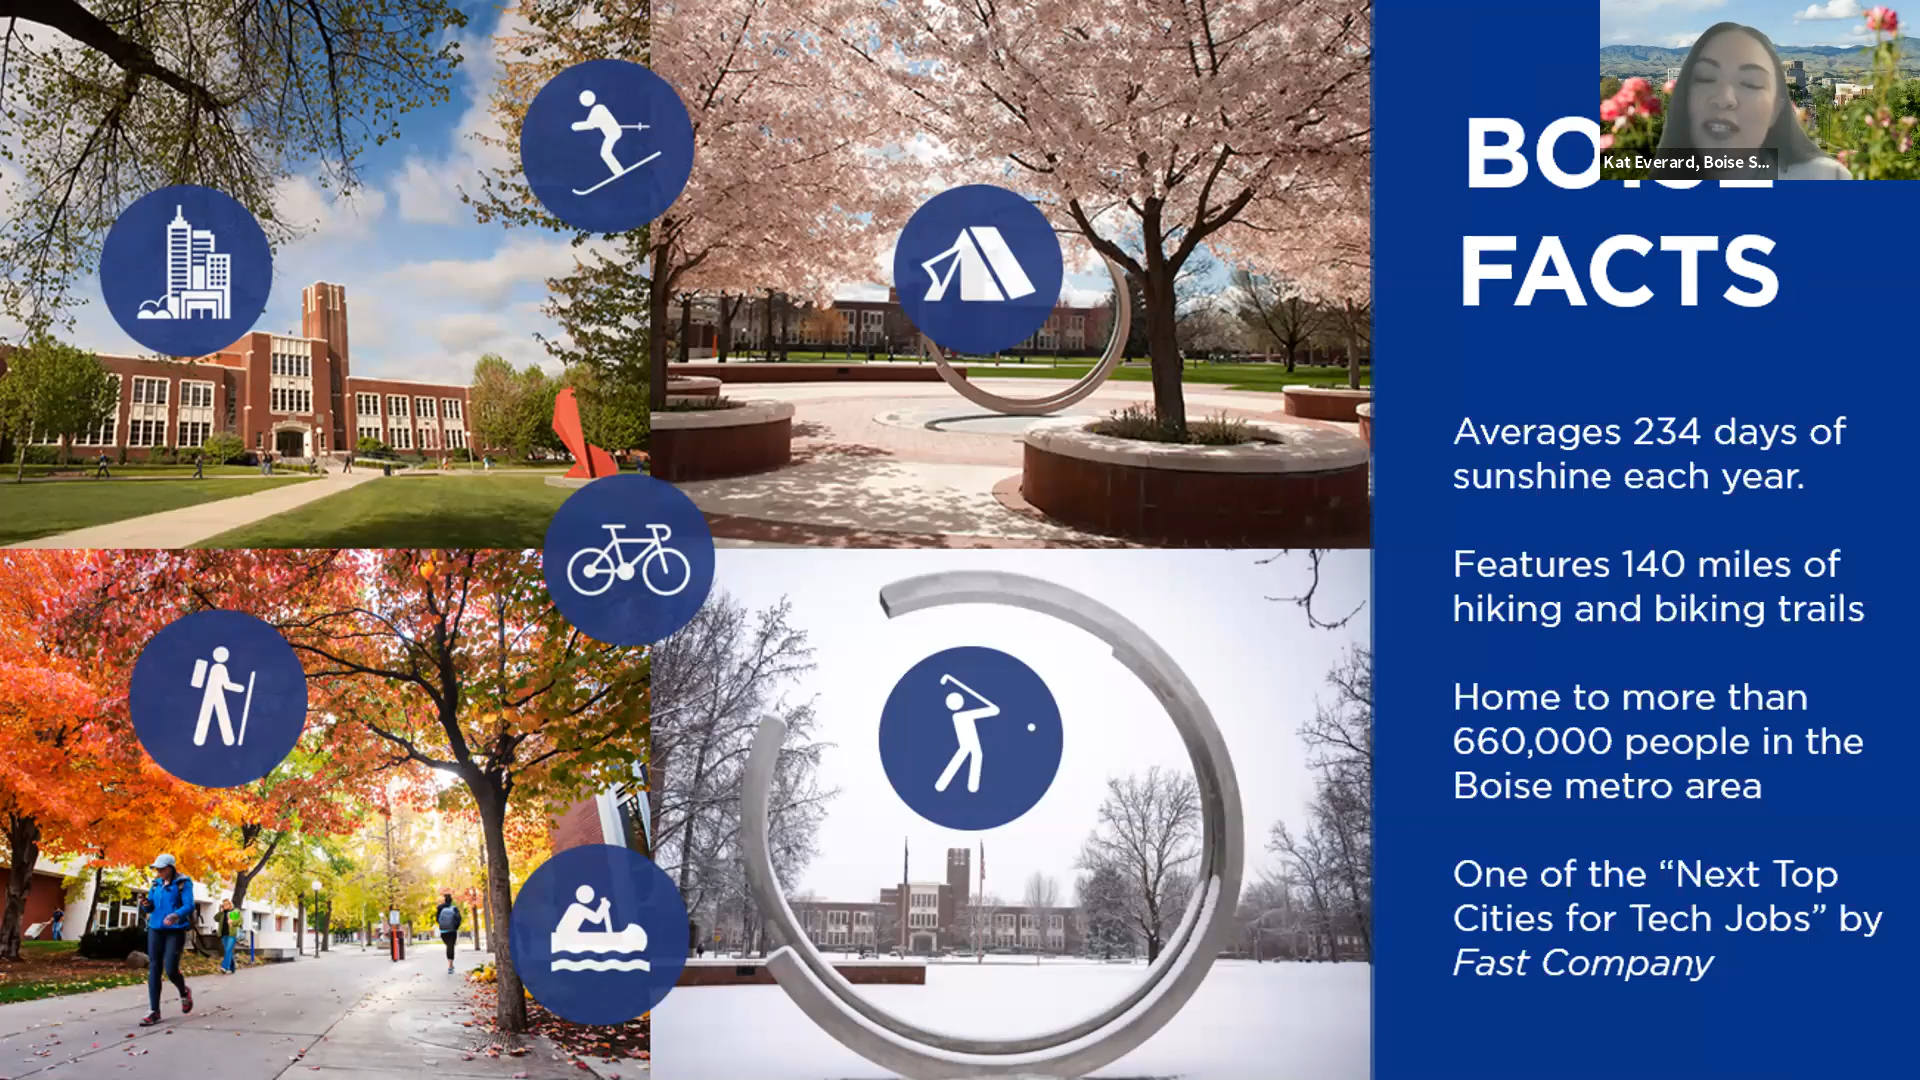 BOISE
FACTS
Kat Everard, Boise S...
Averages 234 days of
sunshine each year.
Features 140 miles of
hiking and biking trails
Home to more than
660,000 people in the
Boise metro area
One of the “Next Top
Cities for Tech Jobs” by
Fast Company